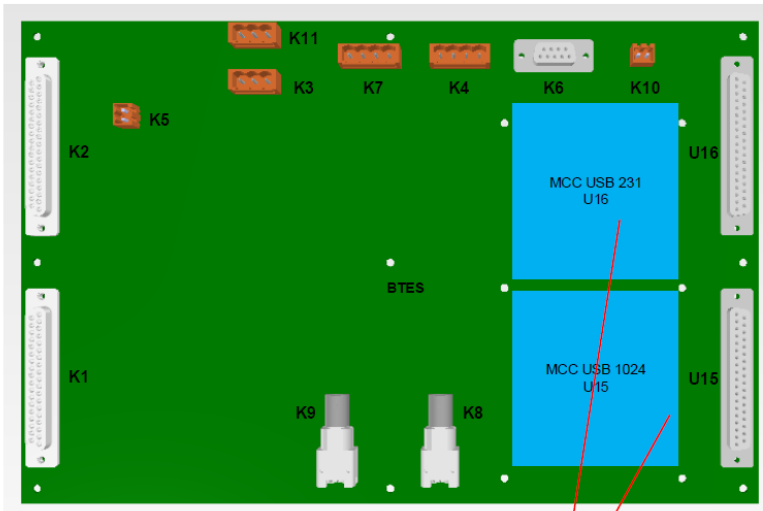 K11
K3
K7
K4
K6
K10
K5
K2
U16
MCC USB 231
U16
BTES
K1
MCC USB 1024
U15
U15
K9
K8